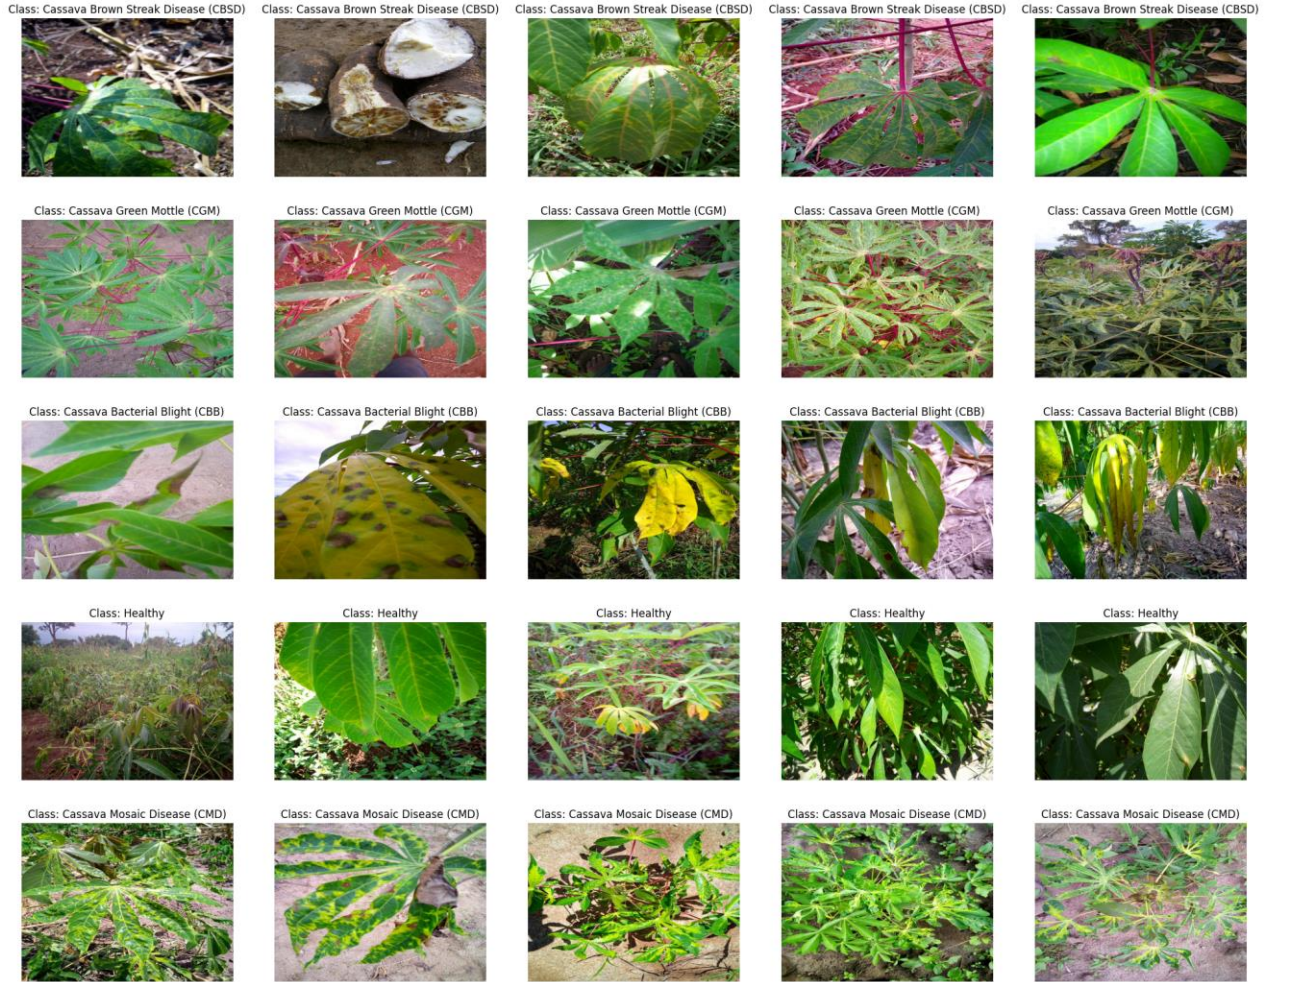 Class: Cassava Brown Streak Disease (CBSD)
Class: Cassava Brown Streak Disease (CBSD)
Class: Cassava Brown Streak Disease (CBSD)
Class: Cassava Brown Streak Disease (CBSD)
Class: Cassava Brown Streak Disease (CBSD)
Class: Cassava Green Mottle (CGM)
Class: Cassava Green Mottle (CGM)
Class: Cassava Green Mottle (CGM)
Class: Cassava Green Mottle (CGM)
Class: Cassava Green Mottle (CGM)
Class: Cassava Bacterial Blight (CBB)
Class: Cassava Bacterial Blight (CBB)
Class: Cassava Bacterial Blight (CBB)
Class: Cassava Bacterial Blight (CBB)
Class: Cassava Bacterial Blight (CBB)
Class: Healthy
Class: Healthy
Class: Healthy
Class: Healthy
Class: Healthy
Class: Cassava Mosaic Disease (CMD)
Class: Cassava Mosaic Disease (CMD)
Class: Cassava Mosaic Disease (CMD)
Class: Cassava Mosaic Disease (CMD)
Class: Cassava Mosaic Disease (CMD)